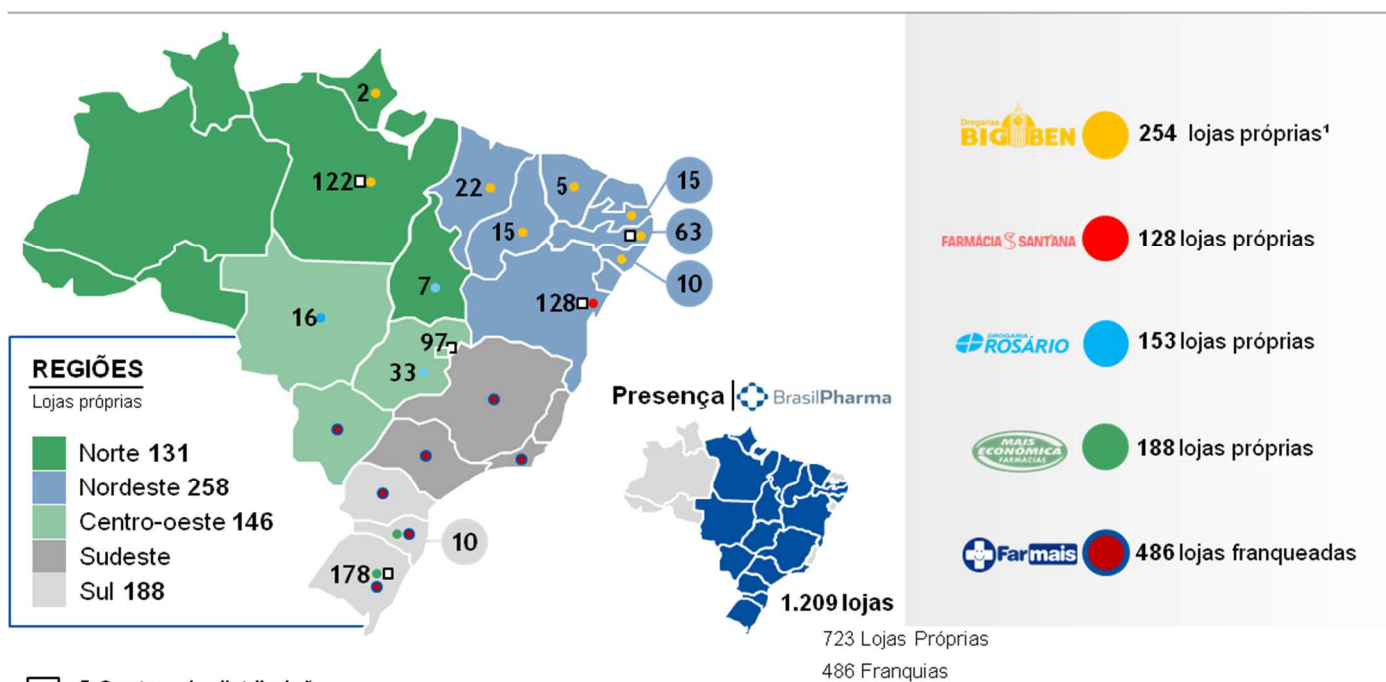 2
122
22
5
15
15
63
10
7
128
16
97
33
REGIÕES
Lojas próprias
Norte 131
Nordeste 258
Centro-oeste 146
Sudeste
Sul 188
10
178
Presença | BrasilPharma
1.209 lojas
723 Lojas Próprias
486 Franquias
Drogarias
BIG BEN
254 lojas próprias¹
FARMÁCIA SANT'ANA
128 lojas próprias
DROGARIA
ROSÁRIO
153 lojas próprias
MAIS
ECONÔMICA
FARMÁCIAS
188 lojas próprias
Farmais
486 lojas franqueadas